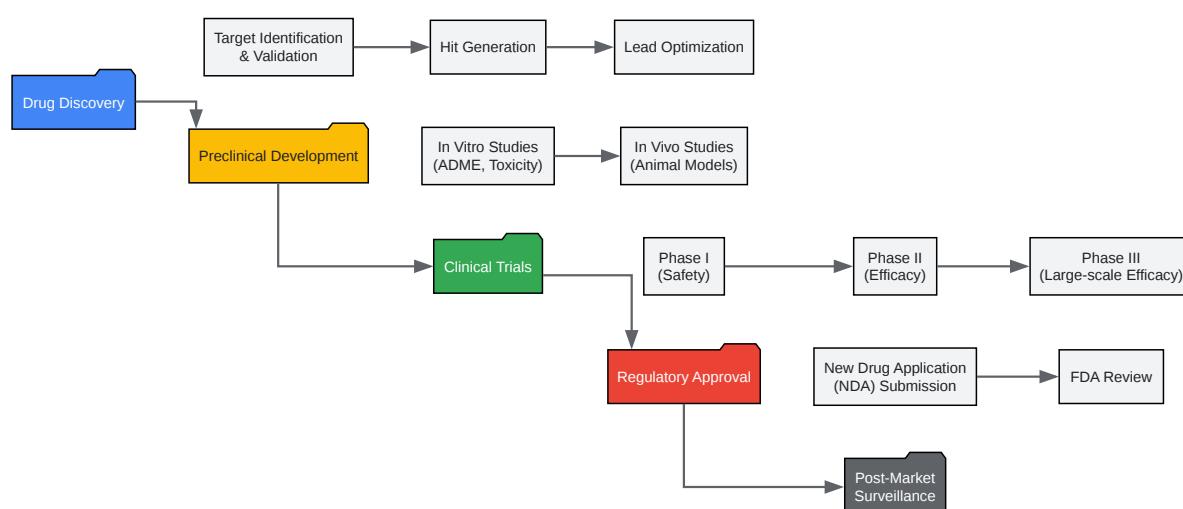 Target Identification
& Validation
Hit Generation
Lead Optimization
Drug Discovery
Preclinical Development
In Vitro Studies
(ADME, Toxicity)
In Vivo Studies
(Animal Models)
Clinical Trials
Phase I
(Safety)
Phase II
(Efficacy)
Phase III
(Large-scale Efficacy)
Regulatory Approval
New Drug Application
(NDA) Submission
FDA Review
Post-Market
Surveillance